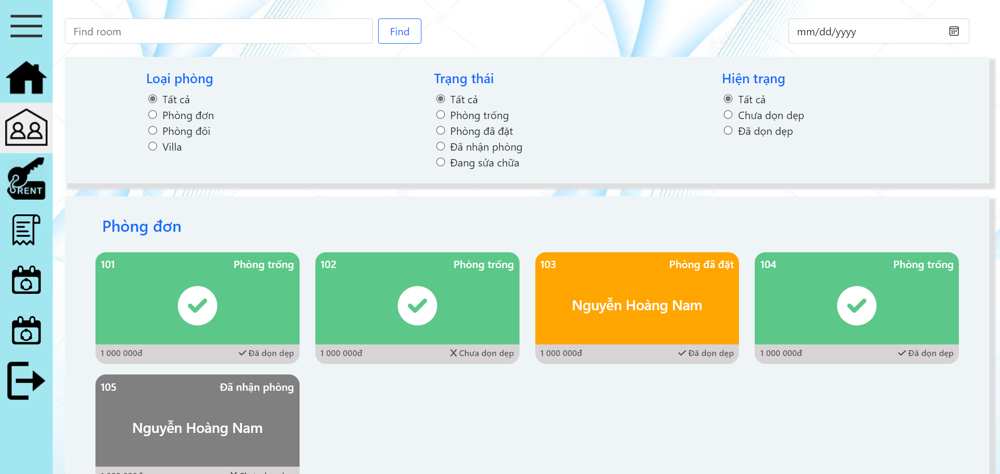 Find room
Find
mm/dd/yyyy
Loại phòng
Tất cả
Phòng đơn
Phòng đôi
Villa
Trạng thái
Tất cả
Phòng trống
Phòng đã đặt
Đã nhận phòng
Đang sửa chữa
Hiện trạng
Tất cả
Chưa dọn dẹp
Đã dọn dẹp
RENT
Phòng đơn
101 Phòng trống
1 000 000đ Đã dọn dẹp
102 Phòng trống
1 000 000đ Chưa dọn dẹp
103 Phòng đã đặt
Nguyễn Hoàng Nam
1 000 000đ Đã dọn dẹp
104 Phòng trống
1 000 000đ Đã dọn dẹp
105 Đã nhận phòng
Nguyễn Hoàng Nam